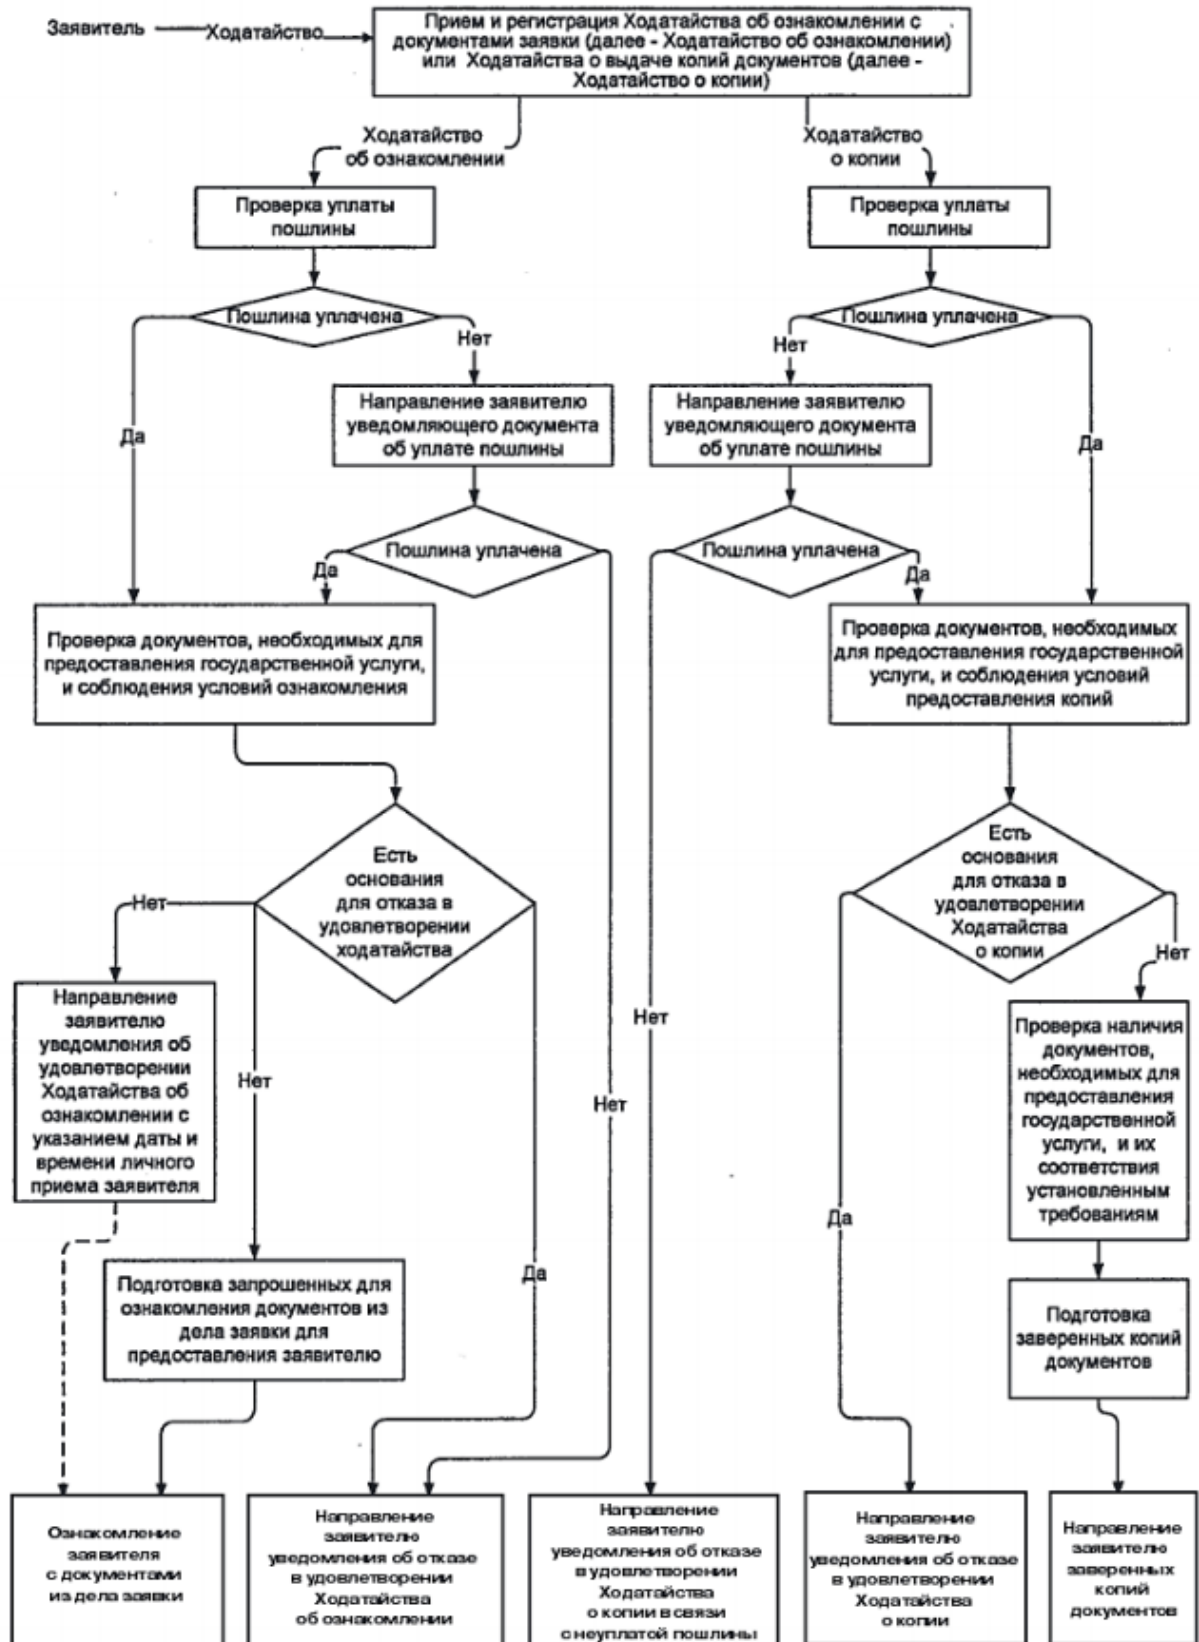 Заявитель
Ходатайство
Прием и регистрация Ходатайства об ознакомлении с
документами заявки (далее - Ходатайство об ознакомлении)
или Ходатайства о выдаче копий документов (далее -
Ходатайство о копии)
Ходатайство
об ознакомлении
Ходатайство
о копии
Проверка уплаты
пошлины
Проверка уплаты
пошлины
Пошлина уплачена
Пошлина уплачена
Нет
Нет
Да
Да
Направление заявителю
уведомляющего документа
об уплате пошлины
Направление заявителю
уведомляющего документа
об уплате пошлины
Пошлина уплачена
Пошлина уплачена
Да
Да
Проверка документов, необходимых для
предоставления государственной услуги,
и соблюдения условий ознакомления
Проверка документов, необходимых
для предоставления государственной
услуги, и соблюдения условий
предоставления копий
Есть
основания
для отказа в
удовлетворении
ходатайства
Есть
основания
для отказа в
удовлетворении
Ходатайства
о копии
Нет
Нет
Направление
заявителю
уведомления об
удовлетворении
Ходатайства об
ознакомлении с
указанием даты и
времени личного
приема заявителя
Нет
Нет
Нет
Проверка наличия
документов,
необходимых для
предоставления
государственной
услуги, и их
соответствия
установленным
требованиям
Да
Да
Подготовка запрошенных для
ознакомления документов из
дела заявки для
предоставления заявителю
Подготовка
заверенных копий
документов
Ознакомление
заявителя
с документами
из дела заявки
Направление
заявителю
уведомления об отказе
в удовлетворении
Ходатайства
об ознакомлении
Направление
заявителю
уведомления об отказе
в удовлетворении
Ходатайства
о копии в связи
с неуплатой пошлины
Направление
заявителю
уведомления об отказе
в удовлетворении
Ходатайства
о копии
Направление
заявителю
заверенных
копий
документов